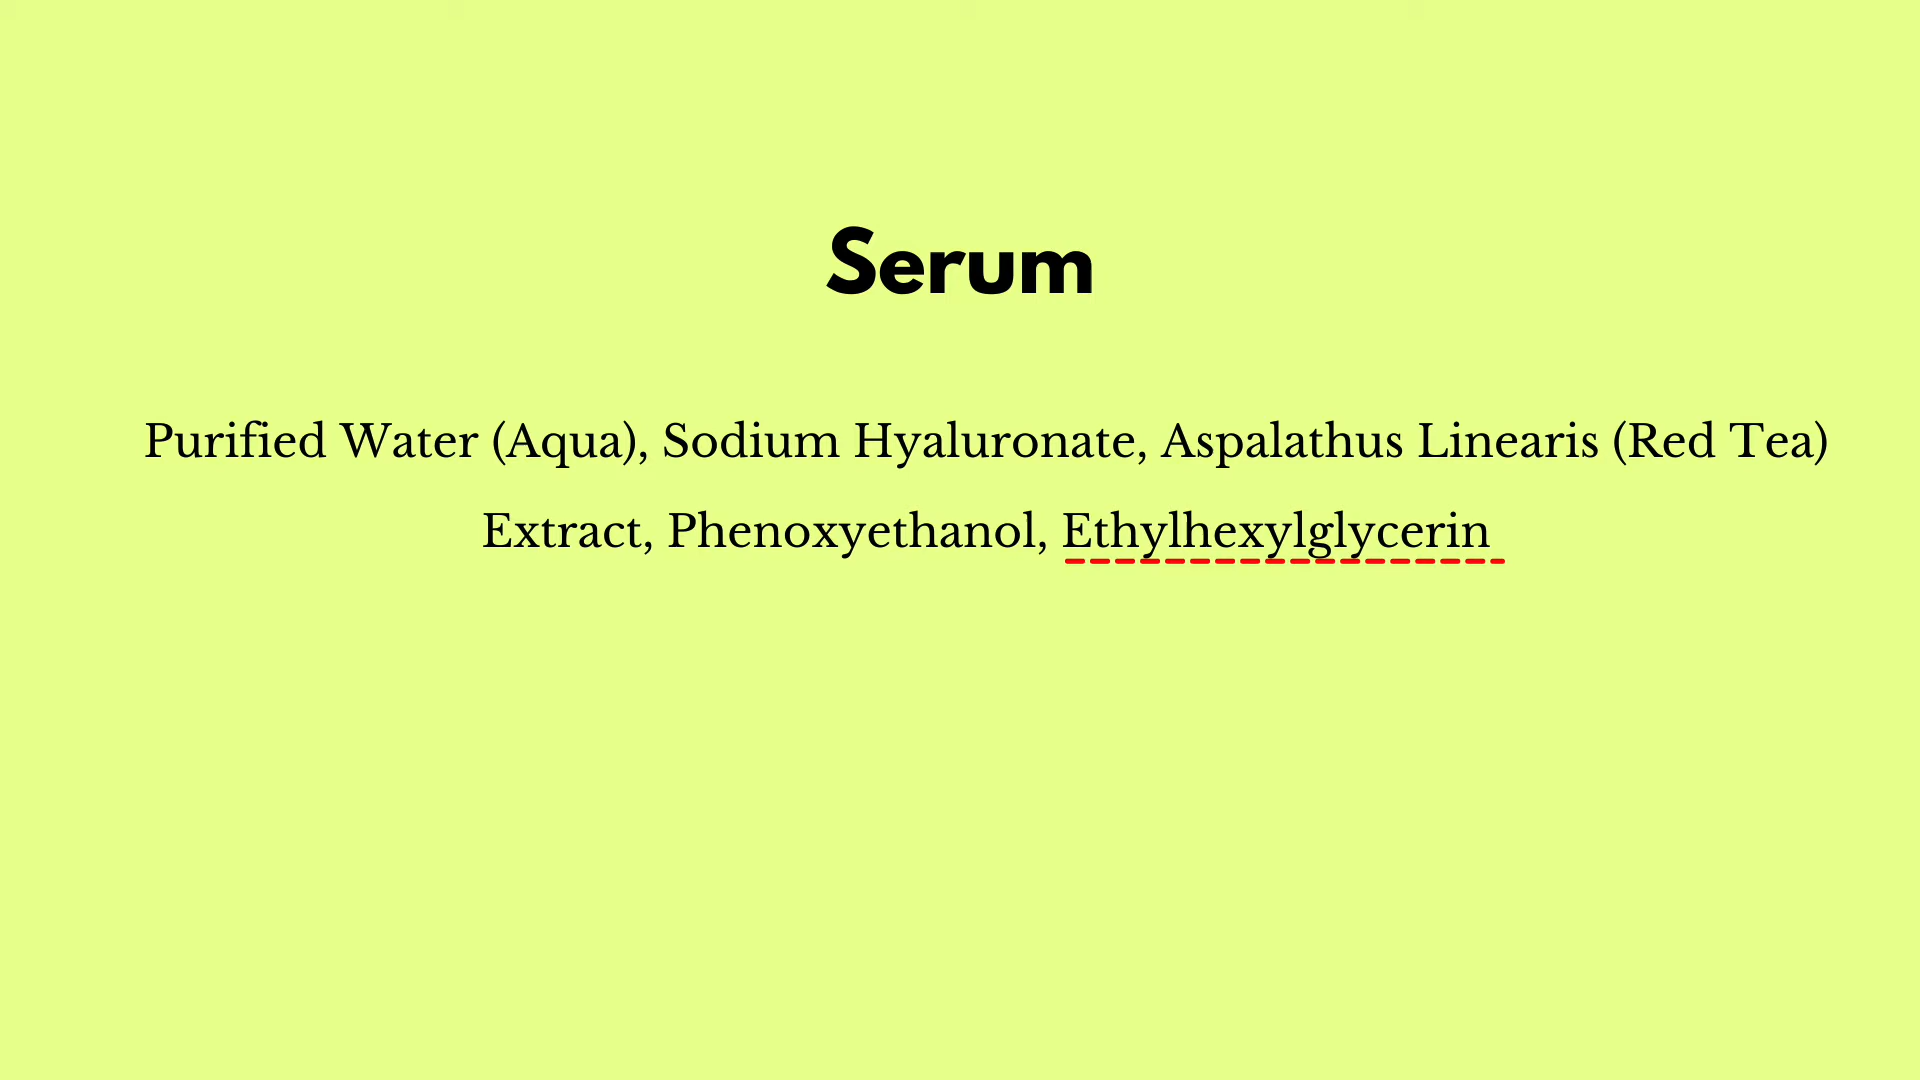 Serum
Purified Water (Aqua), Sodium Hyaluronate, Aspalathus Linearis (Red Tea)
Extract, Phenoxyethanol, Ethylhexylglycerin